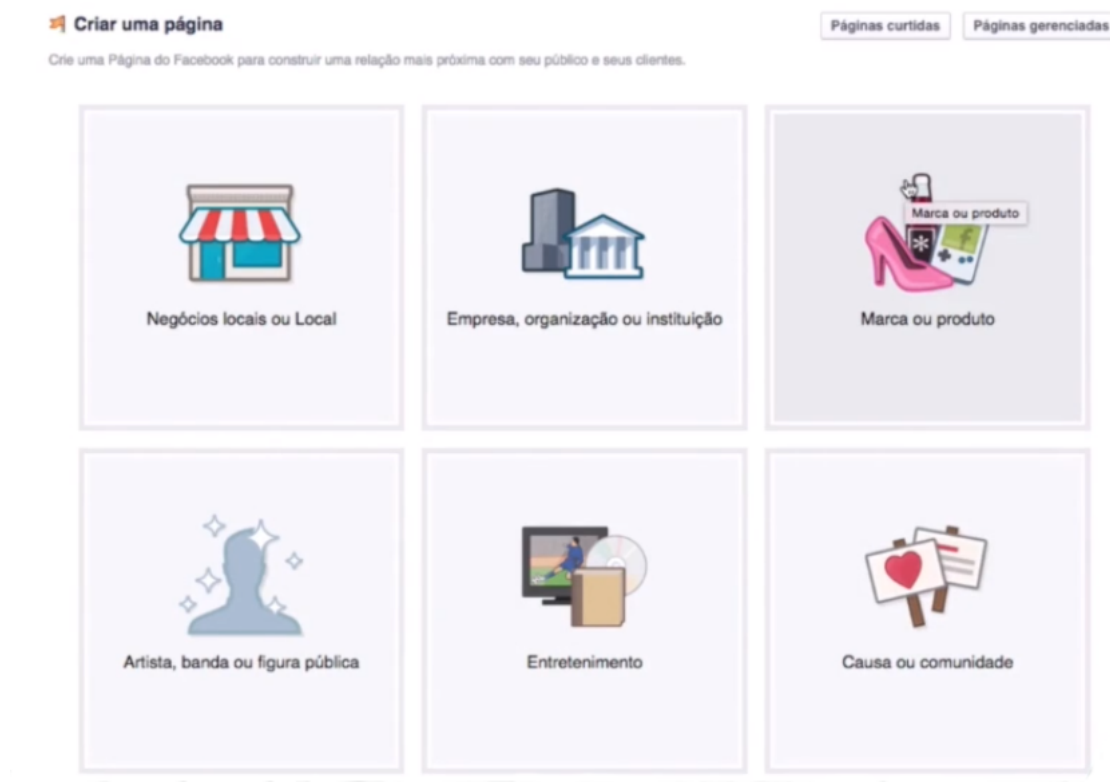 Criar uma página
Páginas curtidas
Páginas gerenciadas
Crie uma Página do Facebook para construir uma relação mais próxima com seu público e seus clientes.
Negócios locais ou Local
Empresa, organização ou instituição
Marca ou produto
Marca ou produto
Artista, banda ou figura pública
Entretenimento
Causa ou comunidade